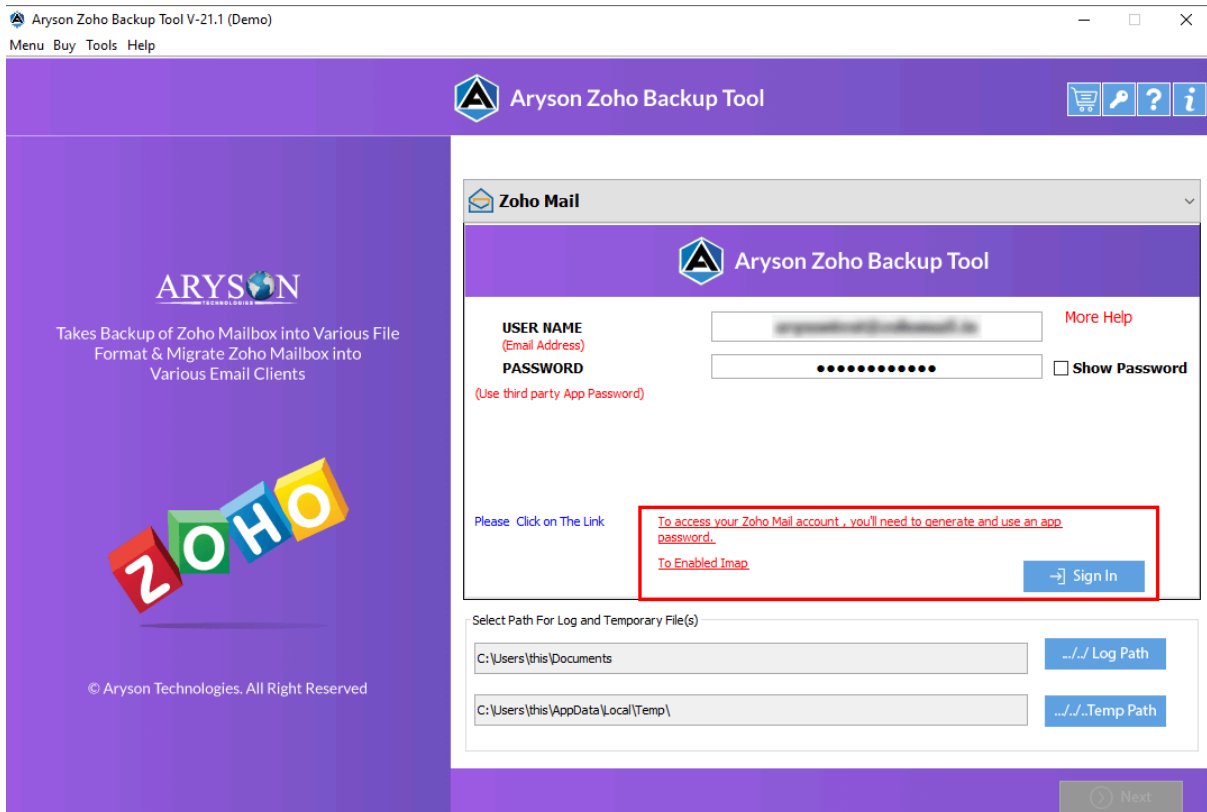 Aryson Zoho Backup Tool V-21.1 (Demo)
Menu Buy Tools Help
Aryson Zoho Backup Tool
Zoho Mail
Aryson Zoho Backup Tool
ARYSON
TECHNOLOGIES
Takes Backup of Zoho Mailbox into Various File
Format & Migrate Zoho Mailbox into
Various Email Clients
ZOHO
© Aryson Technologies. All Right Reserved
USER NAME
(Email Address)
More Help
PASSWORD
Show Password
(Use third party App Password)
Please Click on The Link
To access your Zoho Mail account , you'll need to generate and use an app
password.
To Enabled Imap
Sign In
Select Path For Log and Temporary File(s)
C:\Users\this\Documents
.../../ Log Path
C:\Users\this\AppData\Local\Temp\
.../../..Temp Path
Next